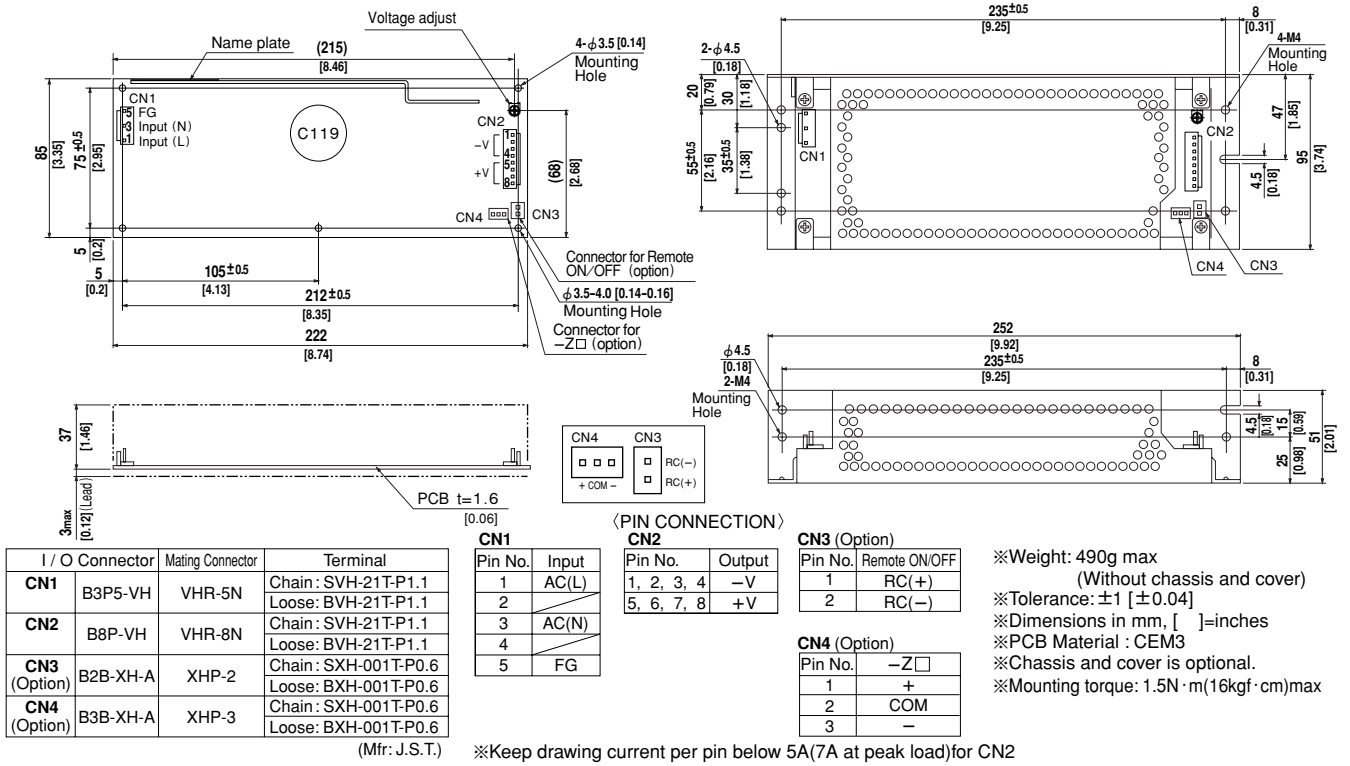 Voltage adjust
Name plate
(215)
[8.46]
4-φ3.5 [0.14]
Mounting
Hole
CN1
5 FG
3 Input (N)
1 Input (L)
C119
CN2
1
−V
4
5
+V
8
CN4
CN3
85
[3.35]
75±0.5
[2.95]
(68)
[2.68]
5
[0.2]
5
[0.2]
105±0.5
[4.13]
212±0.5
[8.35]
222
[8.74]
Connector for Remote
ON/OFF (option)
φ3.5-4.0 [0.14-0.16]
Mounting Hole
Connector for
−Z□ (option)
235±0.5
[9.25]
8
[0.31]
2-φ4.5
[0.18]
4-M4
Mounting
Hole
20
[0.79]
30
[1.18]
55±0.5
[2.16]
35±0.5
[1.38]
CN1
CN2
47
[1.85]
4.5
[0.18]
95
[3.74]
CN4
CN3
37
[1.46]
3max
[0.12](Lead)
PCB t=1.6
[0.06]
CN4
CN3
RC(−)
RC(+)
+ COM −
252
[9.92]
235±0.5
[9.25]
8
[0.31]
φ4.5
[0.18]
2-M4
Mounting
Hole
4.5
[0.18]
15
[0.59]
25
[0.98]
51
[2.01]
I / O Connector Mating Connector Terminal
CN1 B3P5-VH VHR-5N Chain : SVH-21T-P1.1
Loose: BVH-21T-P1.1
CN2 B8P-VH VHR-8N Chain : SVH-21T-P1.1
Loose: BVH-21T-P1.1
CN3 (Option) B2B-XH-A XHP-2 Chain : SXH-001T-P0.6
Loose: BXH-001T-P0.6
CN4 (Option) B3B-XH-A XHP-3 Chain : SXH-001T-P0.6
Loose: BXH-001T-P0.6
(Mfr: J.S.T.)
〈PIN CONNECTION〉
CN1
Pin No. Input
1 AC(L)
2
3 AC(N)
4
5 FG
CN2
Pin No. Output
1, 2, 3, 4 −V
5, 6, 7, 8 +V
CN3 (Option)
Pin No. Remote ON/OFF
1 RC(+)
2 RC(−)
CN4 (Option)
Pin No. −Z□
1 +
2 COM
3 −
※Weight: 490g max
(Without chassis and cover)
※Tolerance: ±1 [±0.04]
※Dimensions in mm, [ ]=inches
※PCB Material : CEM3
※Chassis and cover is optional.
※Mounting torque: 1.5N·m(16kgf·cm)max
※Keep drawing current per pin below 5A(7A at peak load)for CN2